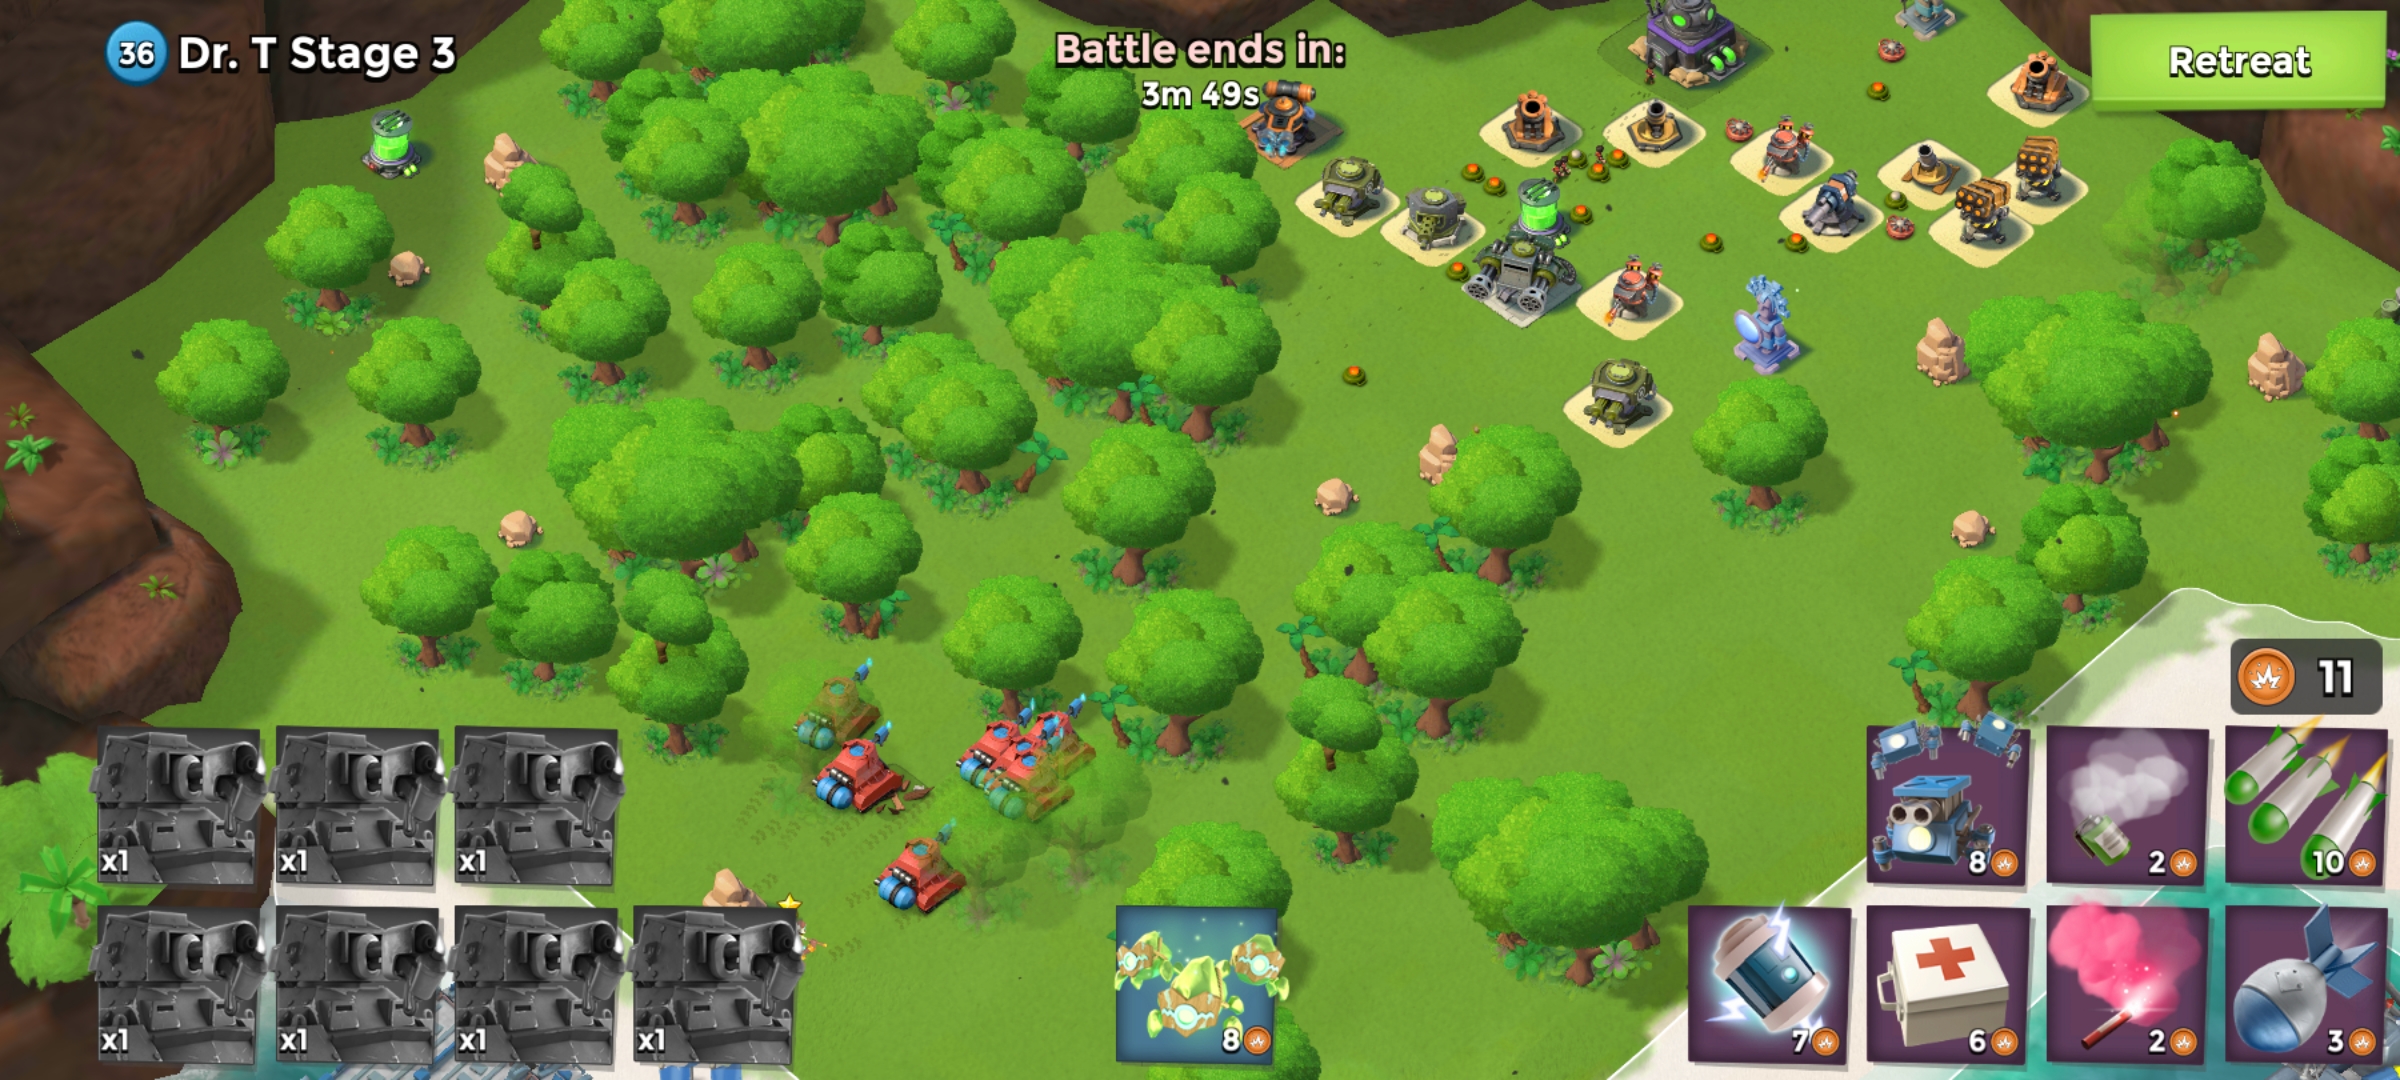 36 Dr. T Stage 3
Battle ends in:
3m 49s
Retreat
11
x1 x1 x1
8 2 10
x1 x1 x1 x1
8
7 6 2 3